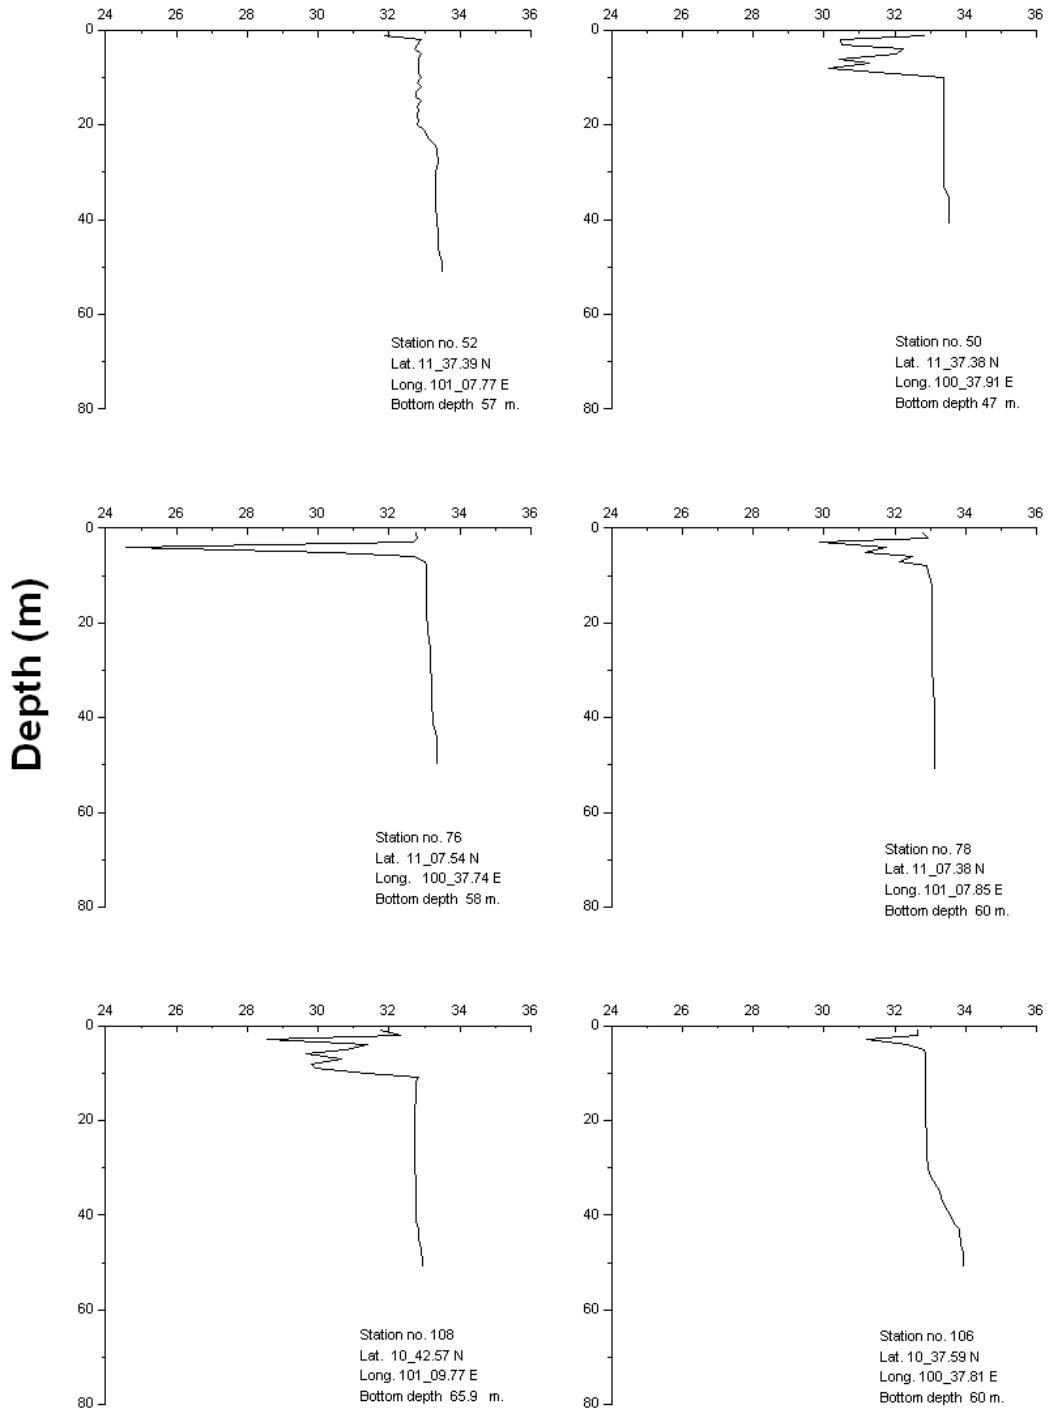 24 26 28 30 32 34 36
0
20
40
60
80
Station no. 52
Lat. 11_37.39 N
Long. 101_07.77 E
Bottom depth 57 m.
24 26 28 30 32 34 36
0
20
40
60
80
Station no. 50
Lat. 11_37.38 N
Long. 100_37.91 E
Bottom depth 47 m.
Depth (m)
24 26 28 30 32 34 36
0
20
40
60
80
Station no. 76
Lat. 11_07.54 N
Long. 100_37.74 E
Bottom depth 58 m.
24 26 28 30 32 34 36
0
20
40
60
80
Station no. 78
Lat. 11_07.38 N
Long. 101_07.85 E
Bottom depth 60 m.
24 26 28 30 32 34 36
0
20
40
60
80
Station no. 108
Lat. 10_42.57 N
Long. 101_09.77 E
Bottom depth 65.9 m.
24 26 28 30 32 34 36
0
20
40
60
80
Station no. 106
Lat. 10_37.59 N
Long. 100_37.81 E
Bottom depth 60 m.